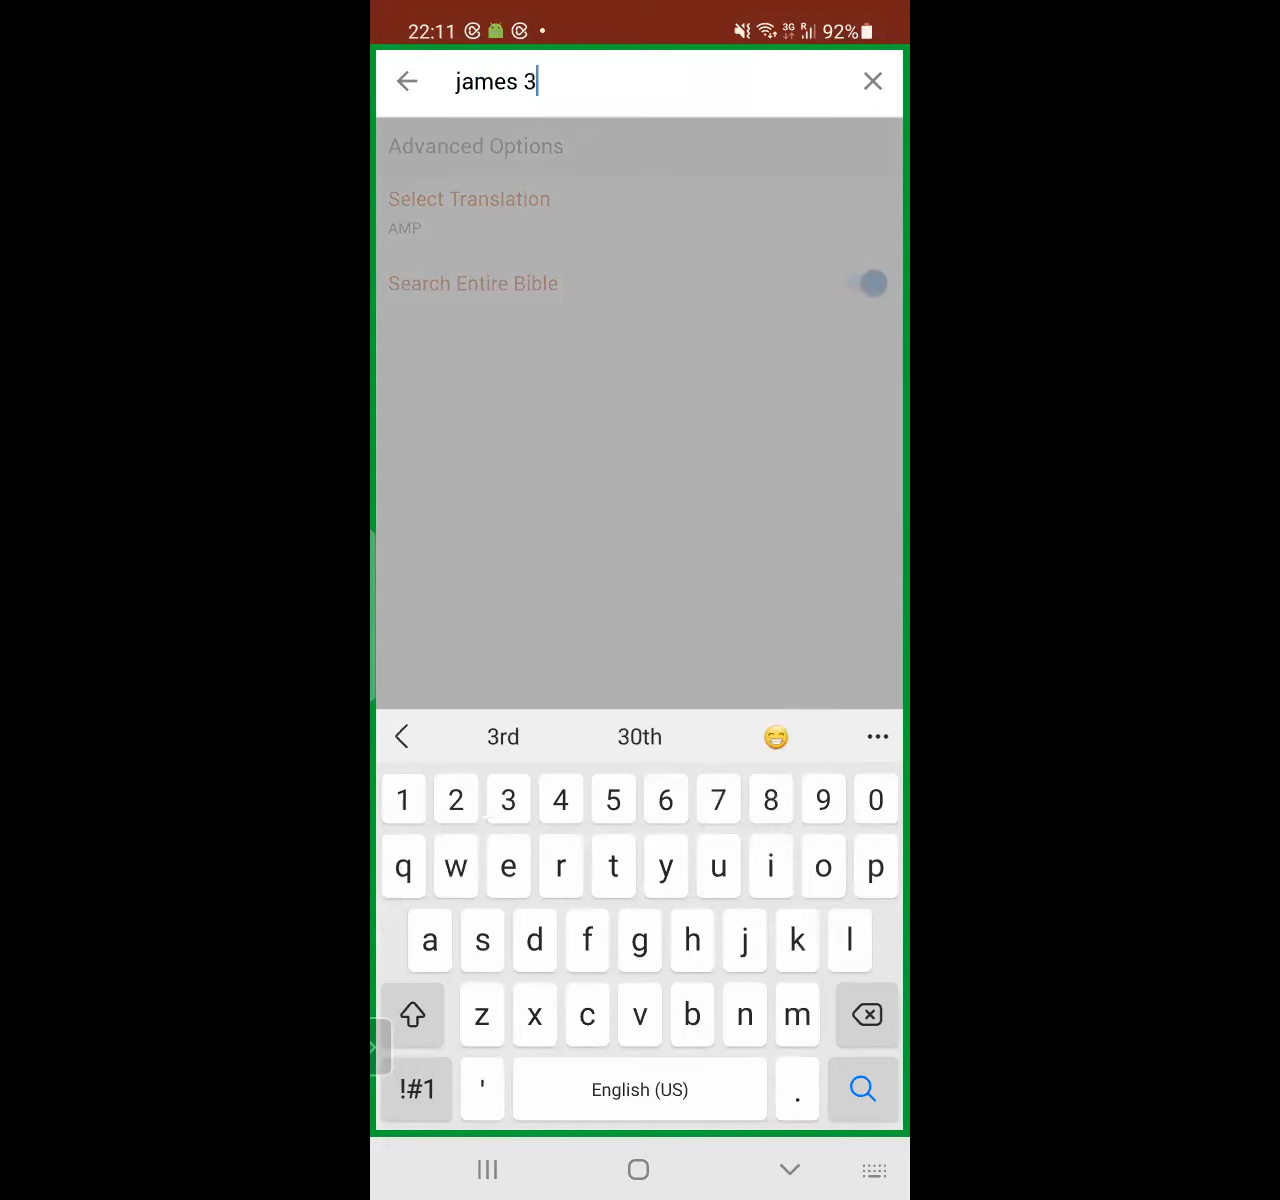 22:11 3G R 92%
james 3
Advanced Options
Select Translation
AMP
Search Entire Bible
3rd 30th
1 2 3 4 5 6 7 8 9 0
q w e r t y u i o p
a s d f g h j k l
z x c v b n m
!#1 ' English (US) .